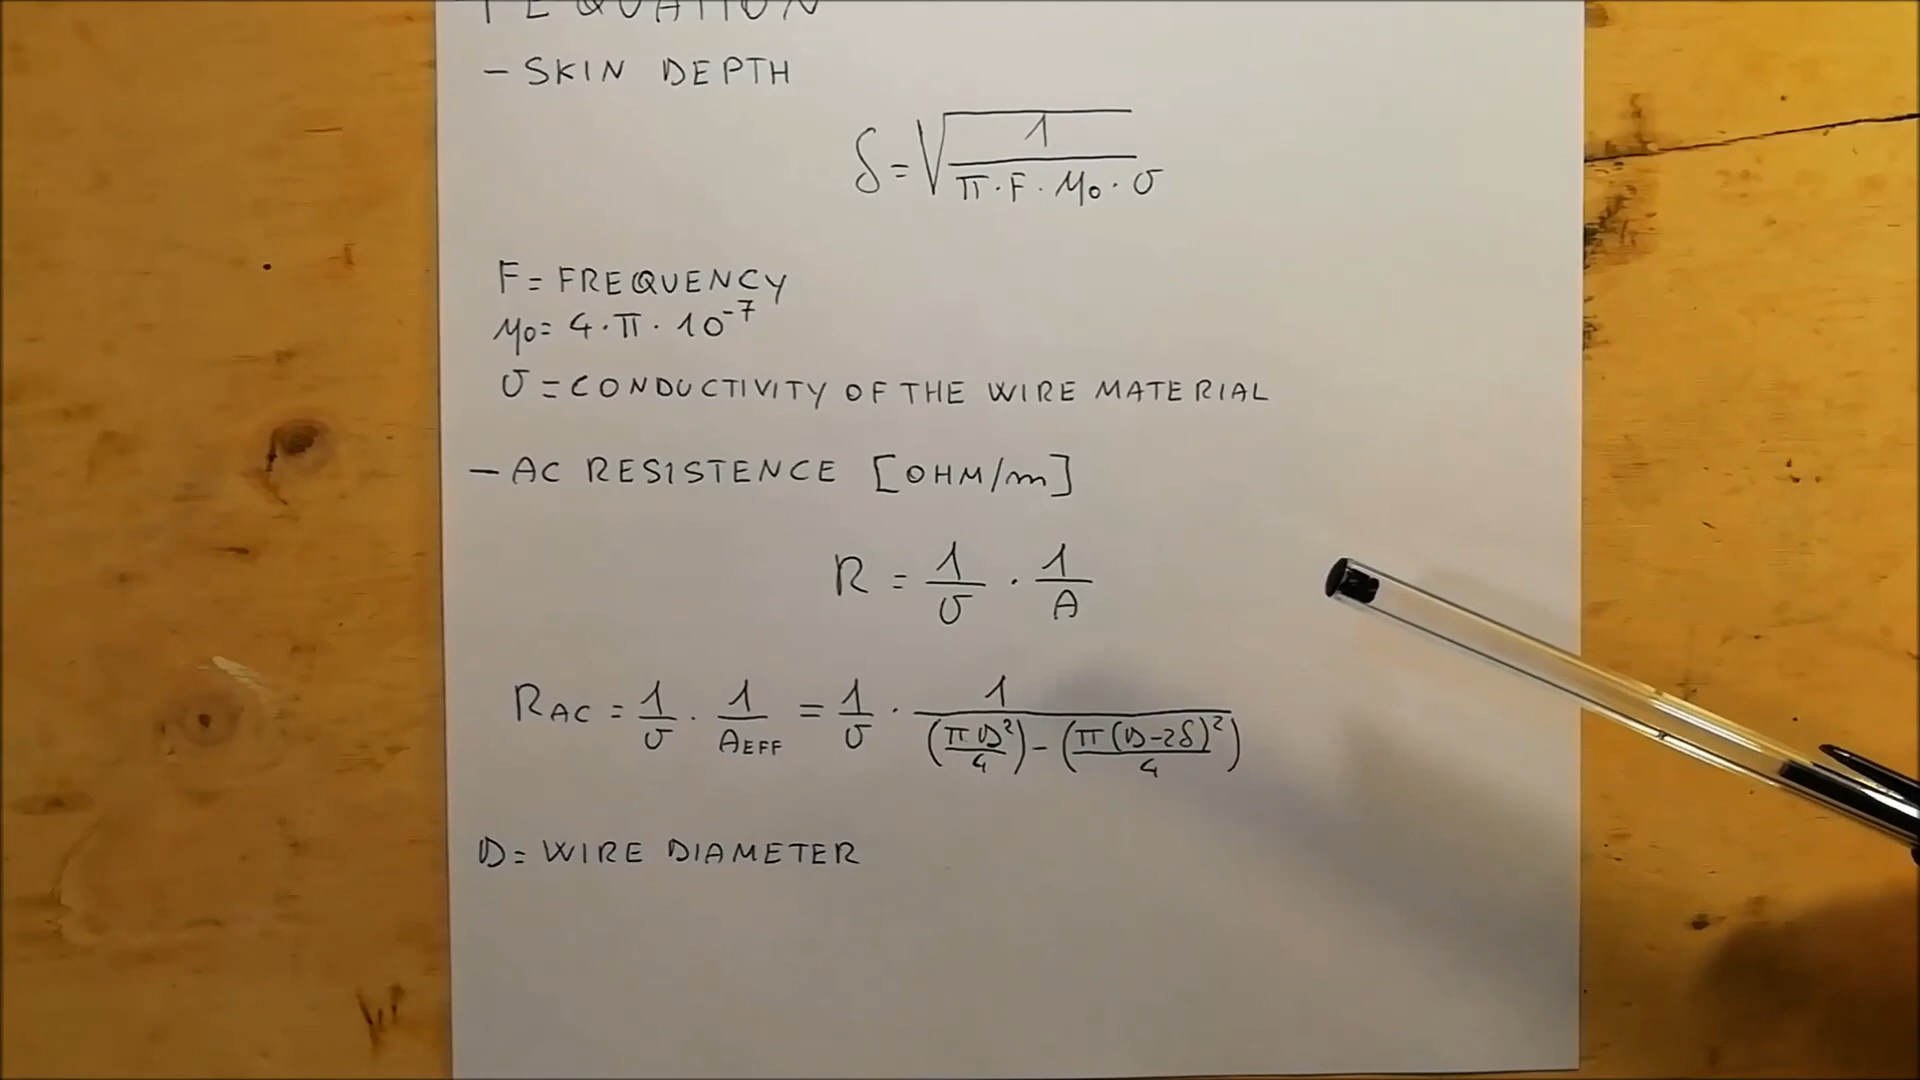 EQUATION
- SKIN DEPTH
δ = √(1 / (π · F · μ₀ · σ))
F = FREQUENCY
μ₀ = 4 · π · 10⁻⁷
σ = CONDUCTIVITY OF THE WIRE MATERIAL
- AC RESISTENCE [OHM/m]
R = 1/σ · 1/A
R_AC = 1/σ · 1/A_EFF = 1/σ · 1 / ((πD²/4) - (π(D-2δ)²/4))
D = WIRE DIAMETER